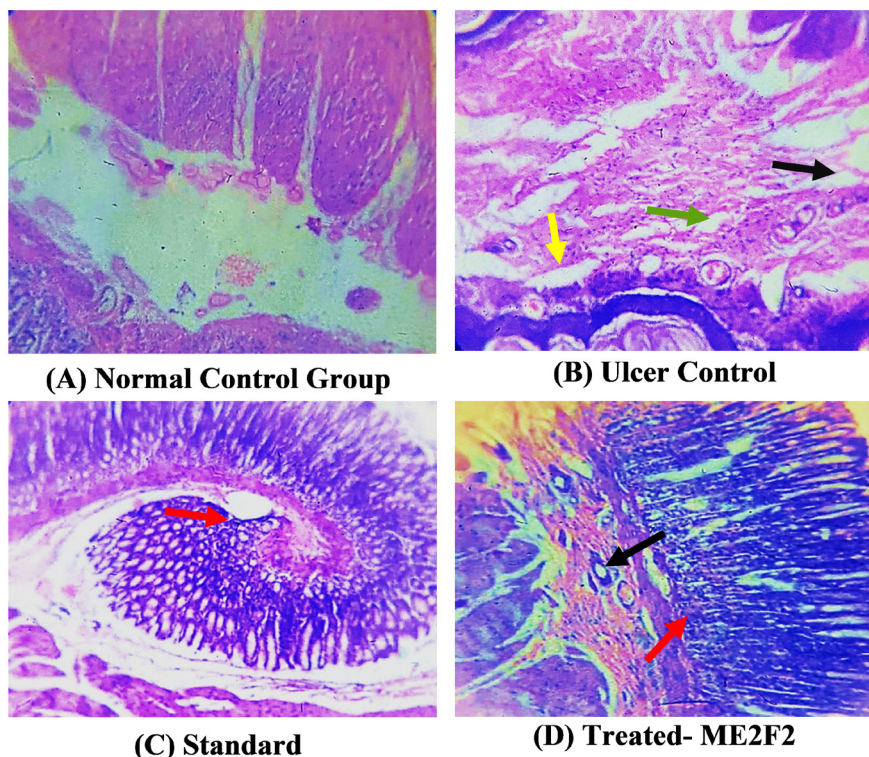 (A) Normal Control Group
(B) Ulcer Control
(C) Standard
(D) Treated- ME2F2